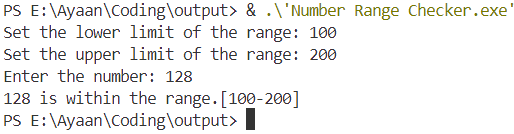 PS E:\Ayaan\Coding\output> & .\'Number Range Checker.exe'
Set the lower limit of the range: 100
Set the upper limit of the range: 200
Enter the number: 128
128 is within the range.[100-200]
PS E:\Ayaan\Coding\output>